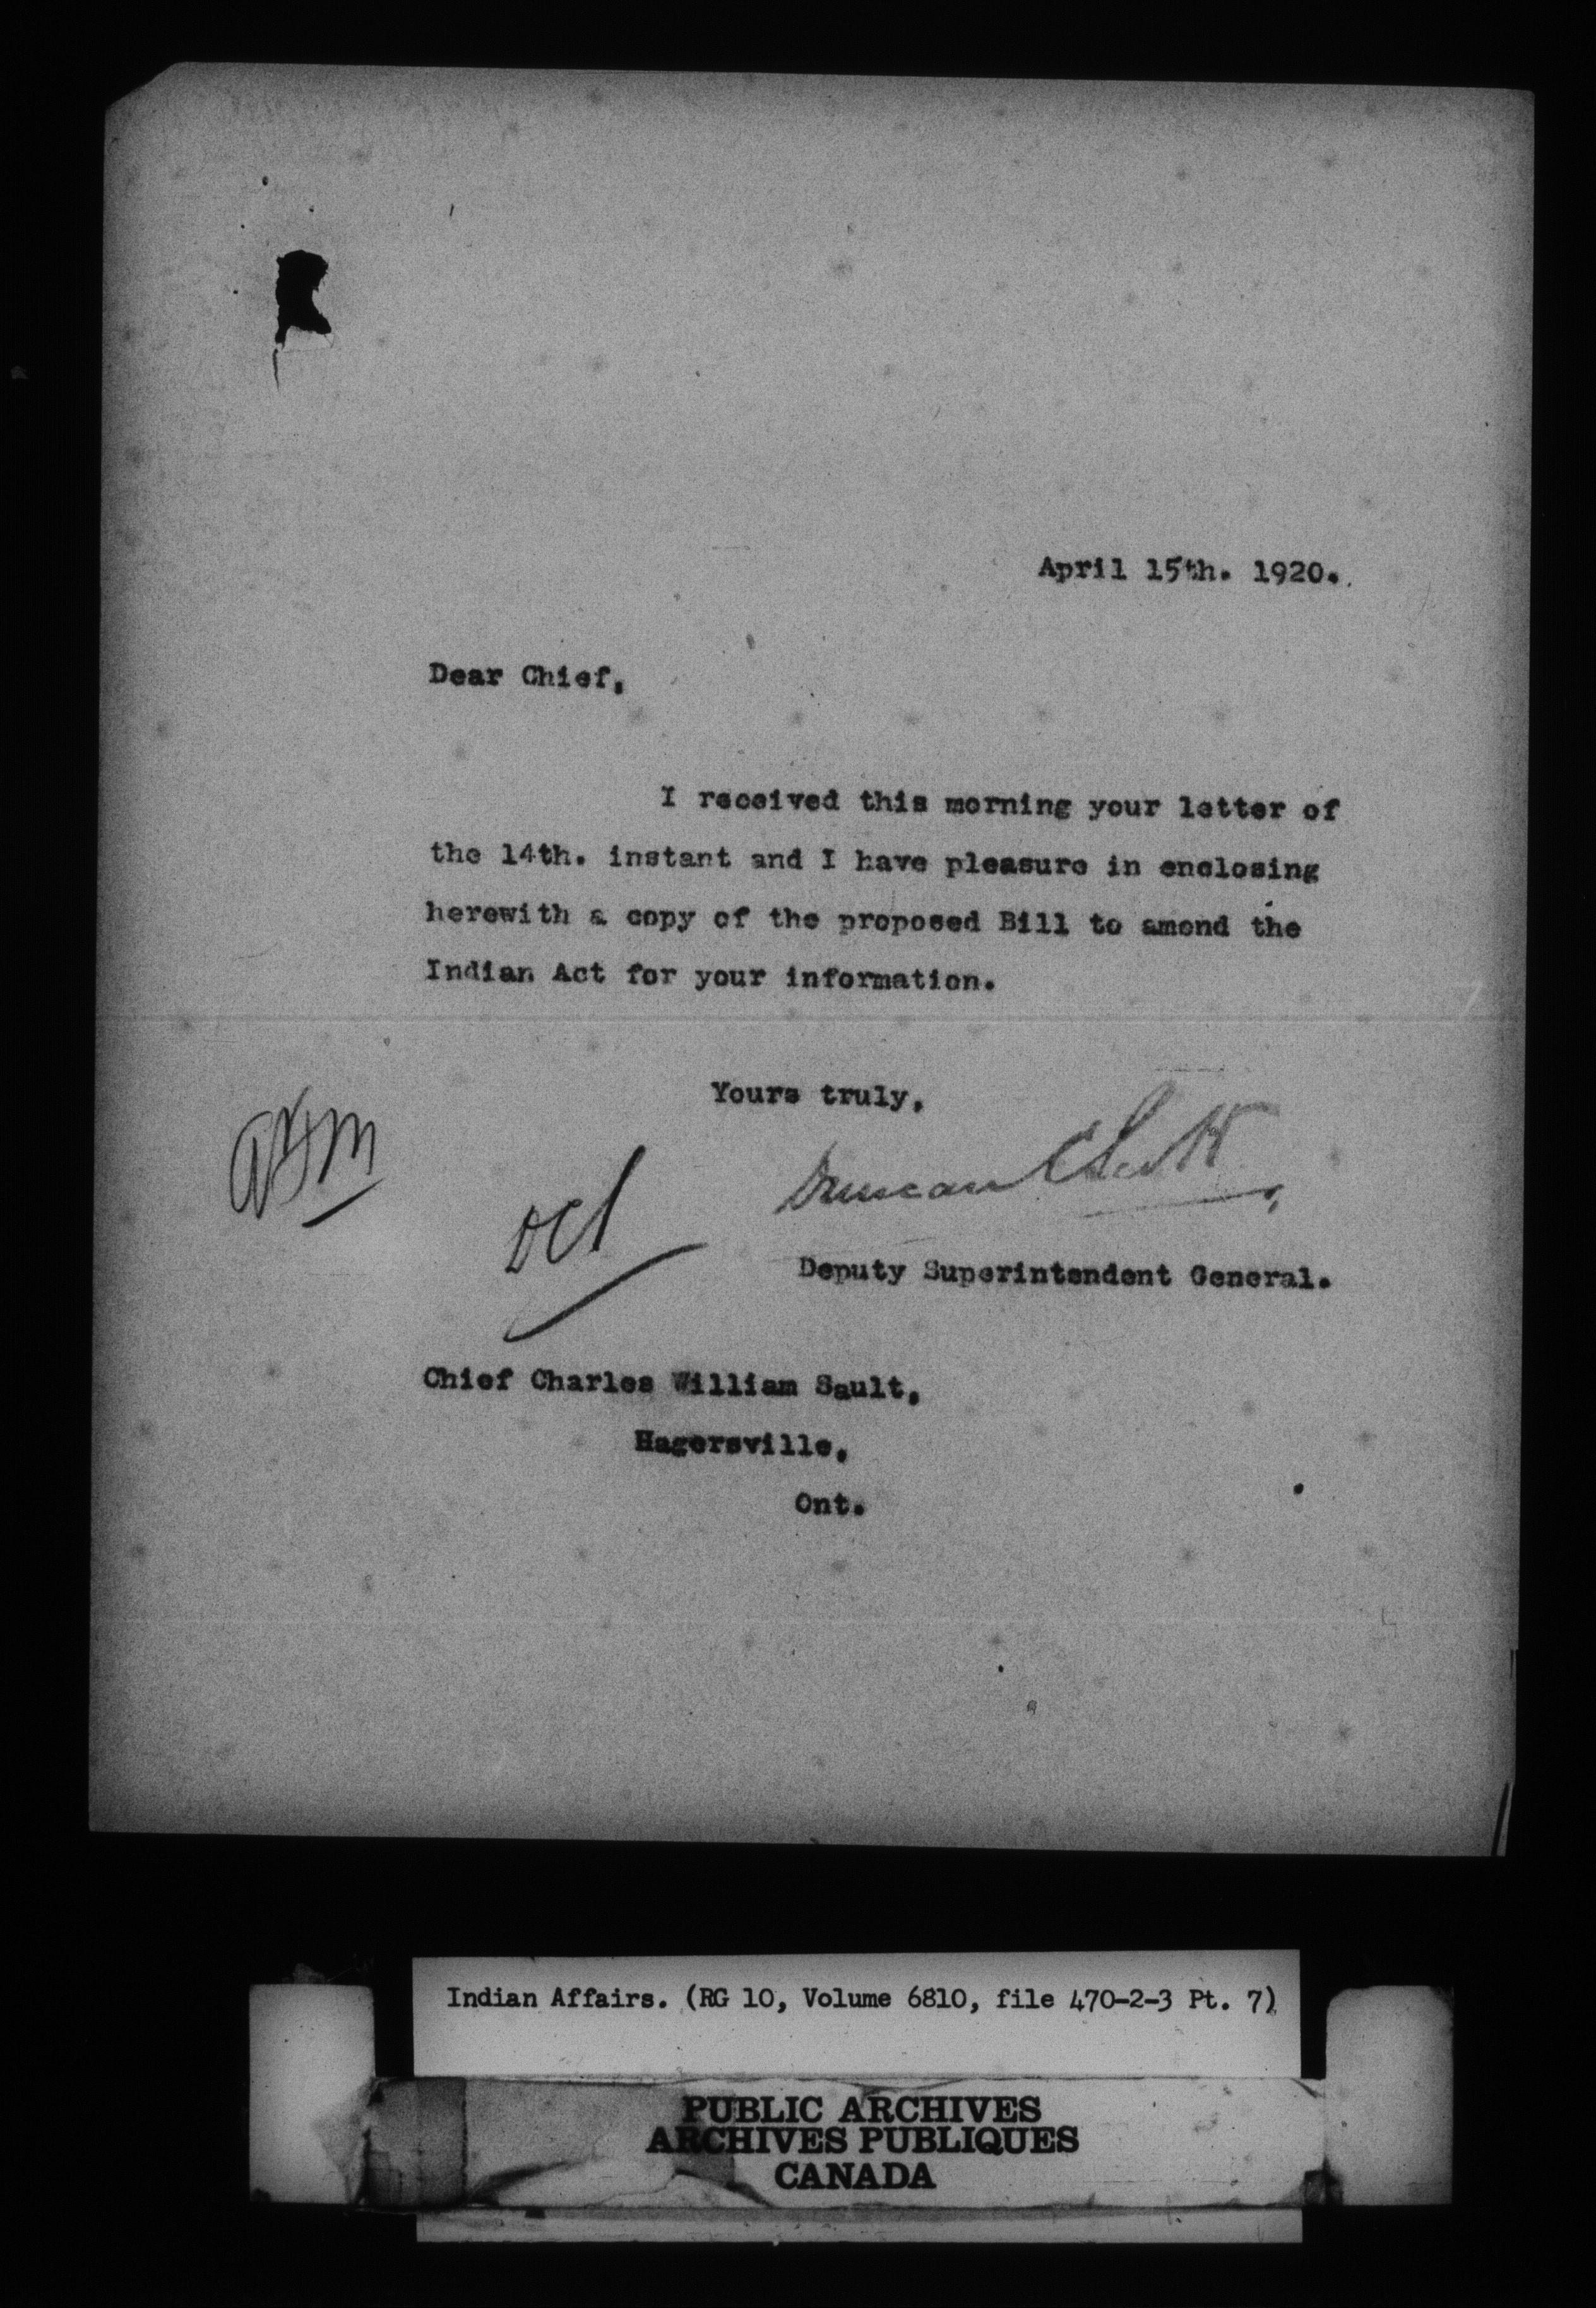 April 15th. 1920.
Dear Chief,
I received this morning your letter of
the 14th. instant and I have pleasure in enclosing
herewith a copy of the proposed Bill to amend the
Indian Act for your information.
Yours truly,
Duncan C Scott
DCS
Deputy Superintendent General.
Chief Charles William Sault,
Hagersville,
Ont.
Indian Affairs. (RG 10, Volume 6810, file 470-2-3 Pt. 7)
PUBLIC ARCHIVES
ARCHIVES PUBLIQUES
CANADA